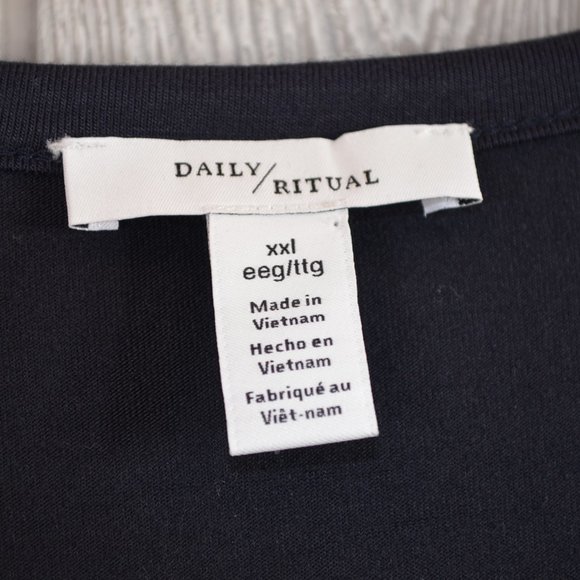 DAILY/RITUAL
xxl
eeg/ttg
Made in
Vietnam
Hecho en
Vietnam
Fabriqué au
Viêt-nam